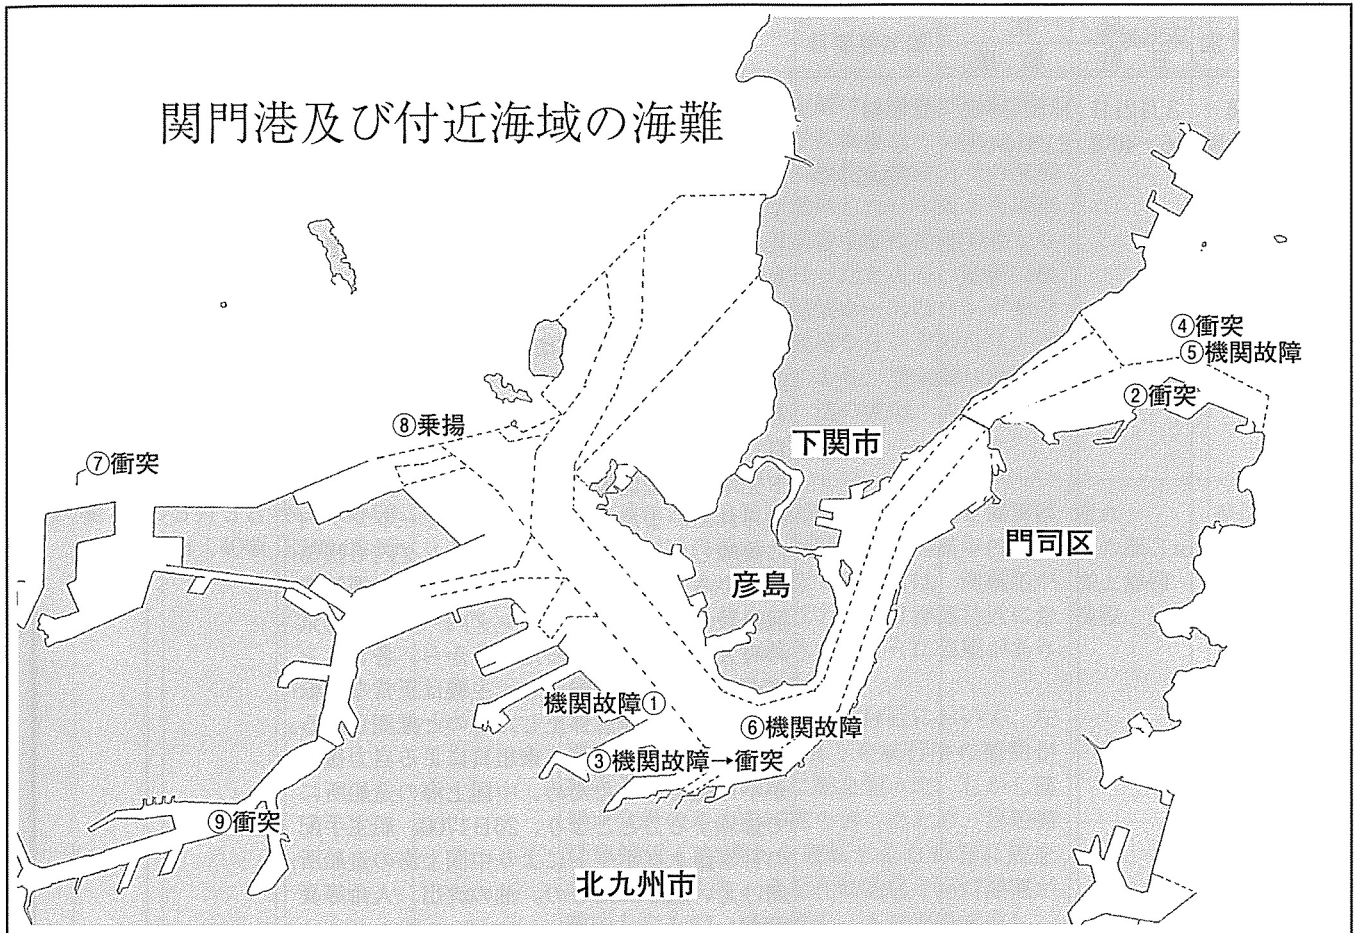 関門港及び付近海域の海難
④衝突
⑤機関故障
②衝突
⑧乗揚
下関市
⑦衝突
門司区
彦島
機関故障①
⑥機関故障
③機関故障→衝突
⑨衝突
北九州市